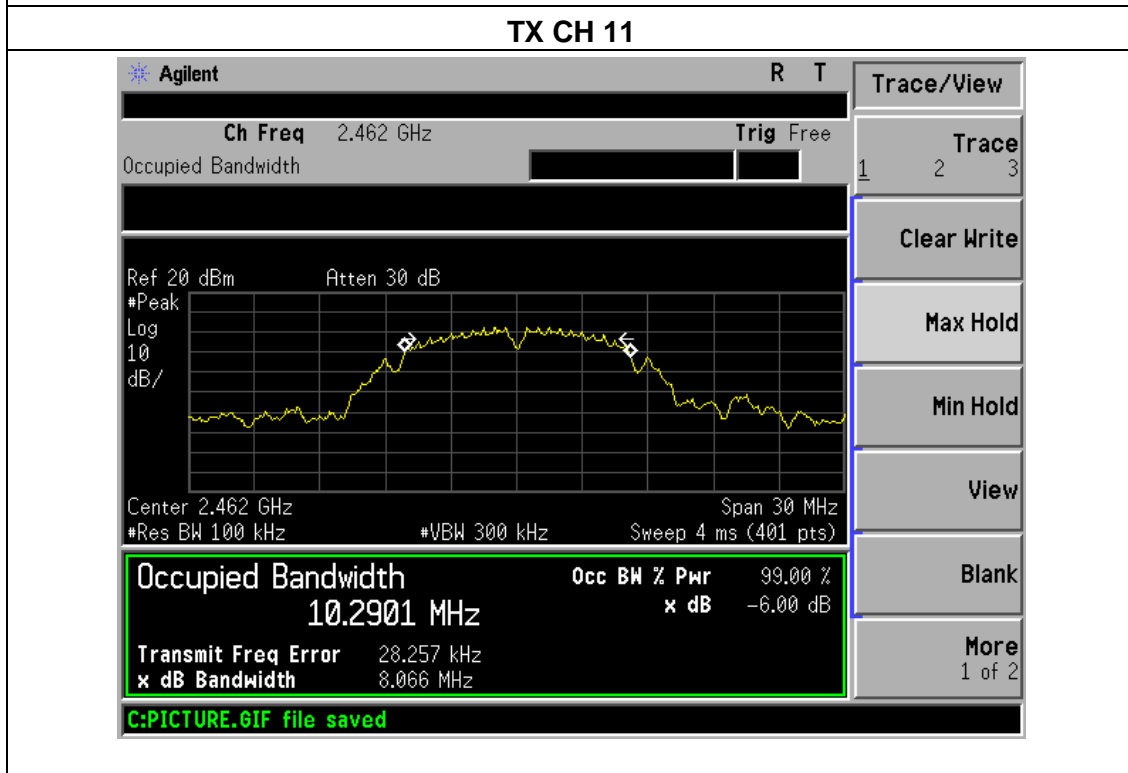 TX CH 11
Agilent R T
Trace/View
Ch Freq 2.462 GHz Trig Free
Occupied Bandwidth
Trace
1 2 3
Clear Write
Ref 20 dBm Atten 30 dB
#Peak
Log
10
dB/
Max Hold
Min Hold
View
Center 2.462 GHz Span 30 MHz
#Res BW 100 kHz #VBW 300 kHz Sweep 4 ms (401 pts)
Occupied Bandwidth Occ BW % Pwr 99.00 %
10.2901 MHz x dB -6.00 dB
Blank
Transmit Freq Error 28.257 kHz
x dB Bandwidth 8.066 MHz
More
1 of 2
C:PICTURE.GIF file saved